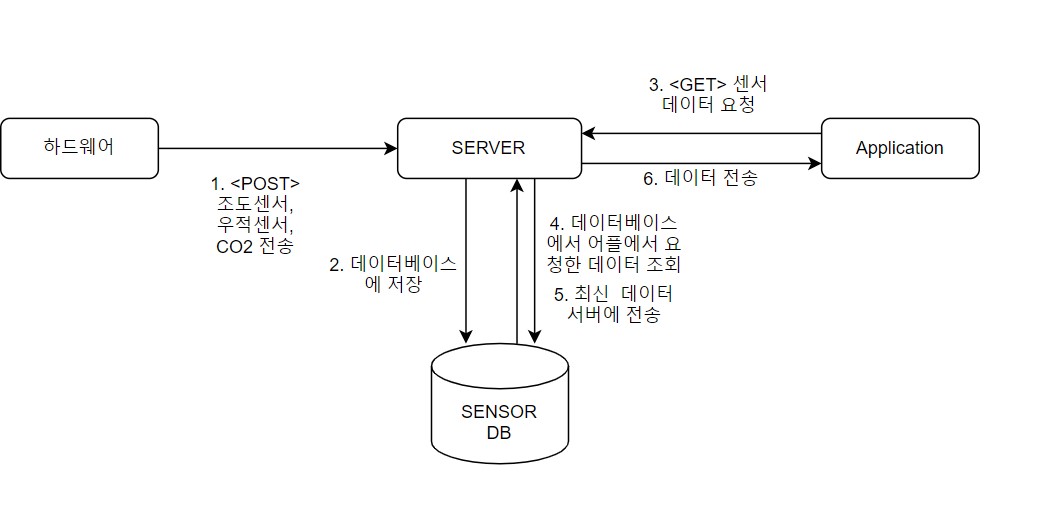 3. <GET> 센서
데이터 요청
하드웨어
SERVER
Application
1. <POST>
조도센서,
우적센서,
CO2 전송
6. 데이터 전송
2. 데이터베이스
에 저장
4. 데이터베이스
에서 어플에서 요
청한 데이터 조회
5. 최신  데이터
서버에 전송
SENSOR
DB